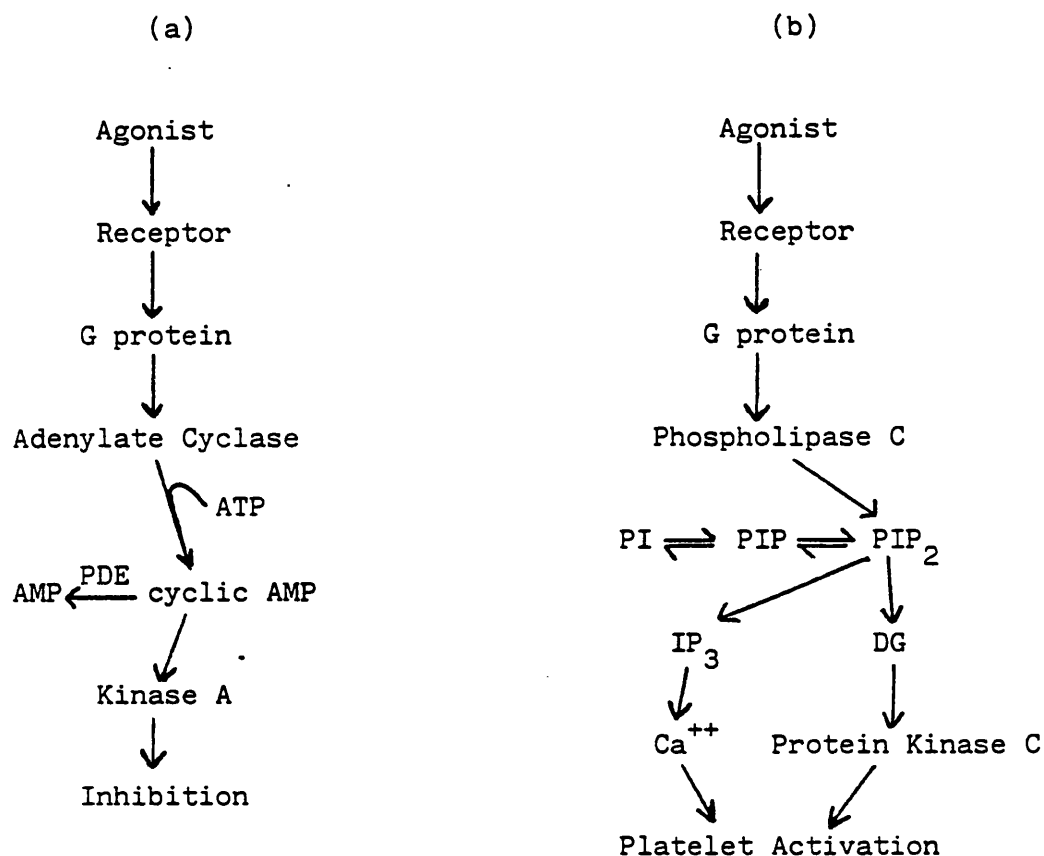 (a)
Agonist
Receptor
G protein
Adenylate Cyclase
ATP
AMP PDE cyclic AMP
Kinase A
Inhibition
(b)
Agonist
Receptor
G protein
Phospholipase C
PI PIP PIP2
IP3 DG
Ca++ Protein Kinase C
Platelet Activation